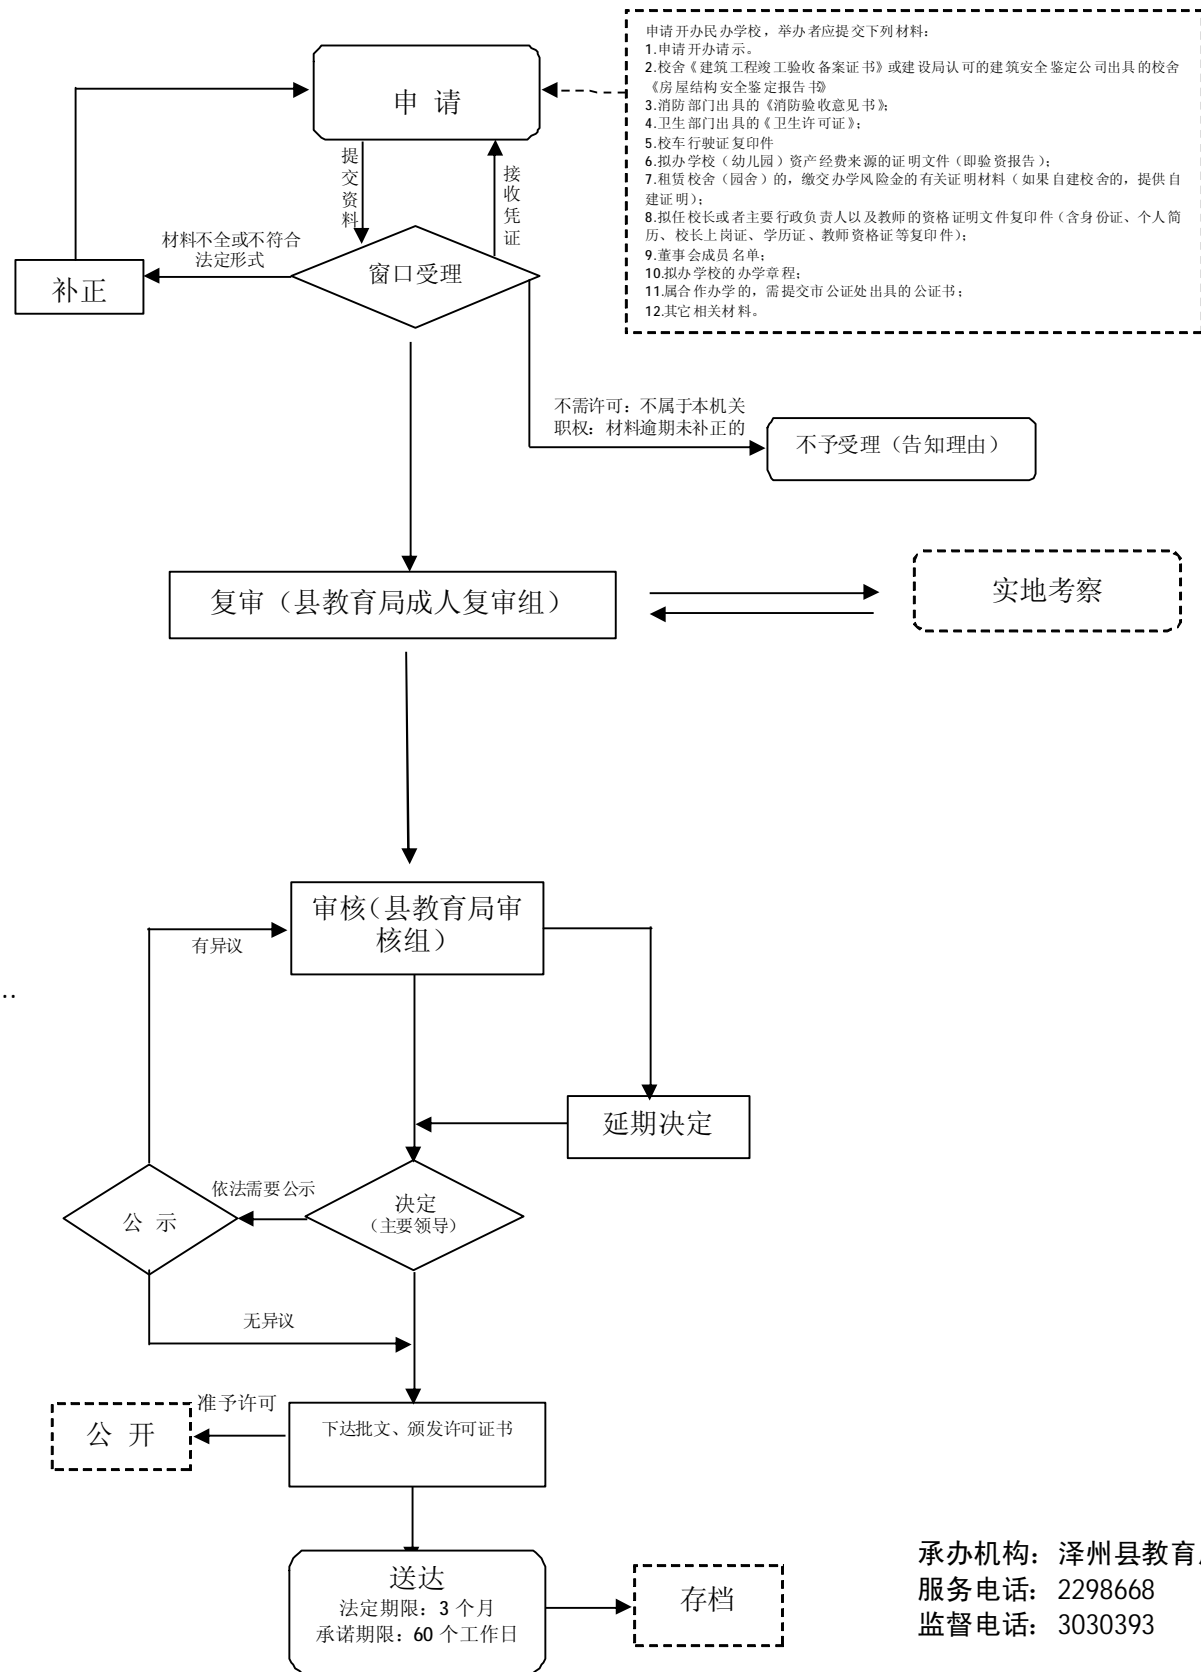 申请开办民办学校，举办者应提交下列材料：
1.申请开办请示。
2.校舍《建筑工程竣工验收备案证书》或建设局认可的建筑安全鉴定公司出具的校舍
《房屋结构安全鉴定报告书》
3.消防部门出具的《消防验收意见书》；
4.卫生部门出具的《卫生许可证》；
5.校车行驶证复印件
6.拟办学校（幼儿园）资产经费来源的证明文件（即验资报告）；
7.租赁校舍（园舍）的，缴交办学风险金的有关证明材料（如果自建校舍的，提供自
建证明）；
8.拟任校长或者主要行政负责人以及教师的资格证明文件复印件（含身份证、个人简
历、校长上岗证、学历证、教师资格证等复印件）；
9.董事会成员名单；
10.拟办学校的办学章程；
11.属合作办学的，需提交市公证处出具的公证书；
12.其它相关材料。
申 请
提交资料
接收凭证
材料不全或不符合
法定形式
补正
窗口受理
不需许可：不属于本机关
职权：材料逾期未补正的
不予受理（告知理由）
复审（县教育局成人复审组）
实地考察
审核（县教育局审
核组）
有异议
..
延期决定
依法需要公示
公 示
决定
（主要领导）
无异议
准予许可
公 开
下达批文、颁发许可证书
送达
法定期限：3 个月
承诺期限：60 个工作日
存档
承办机构：泽州县教育
服务电话：2298668
监督电话：3030393